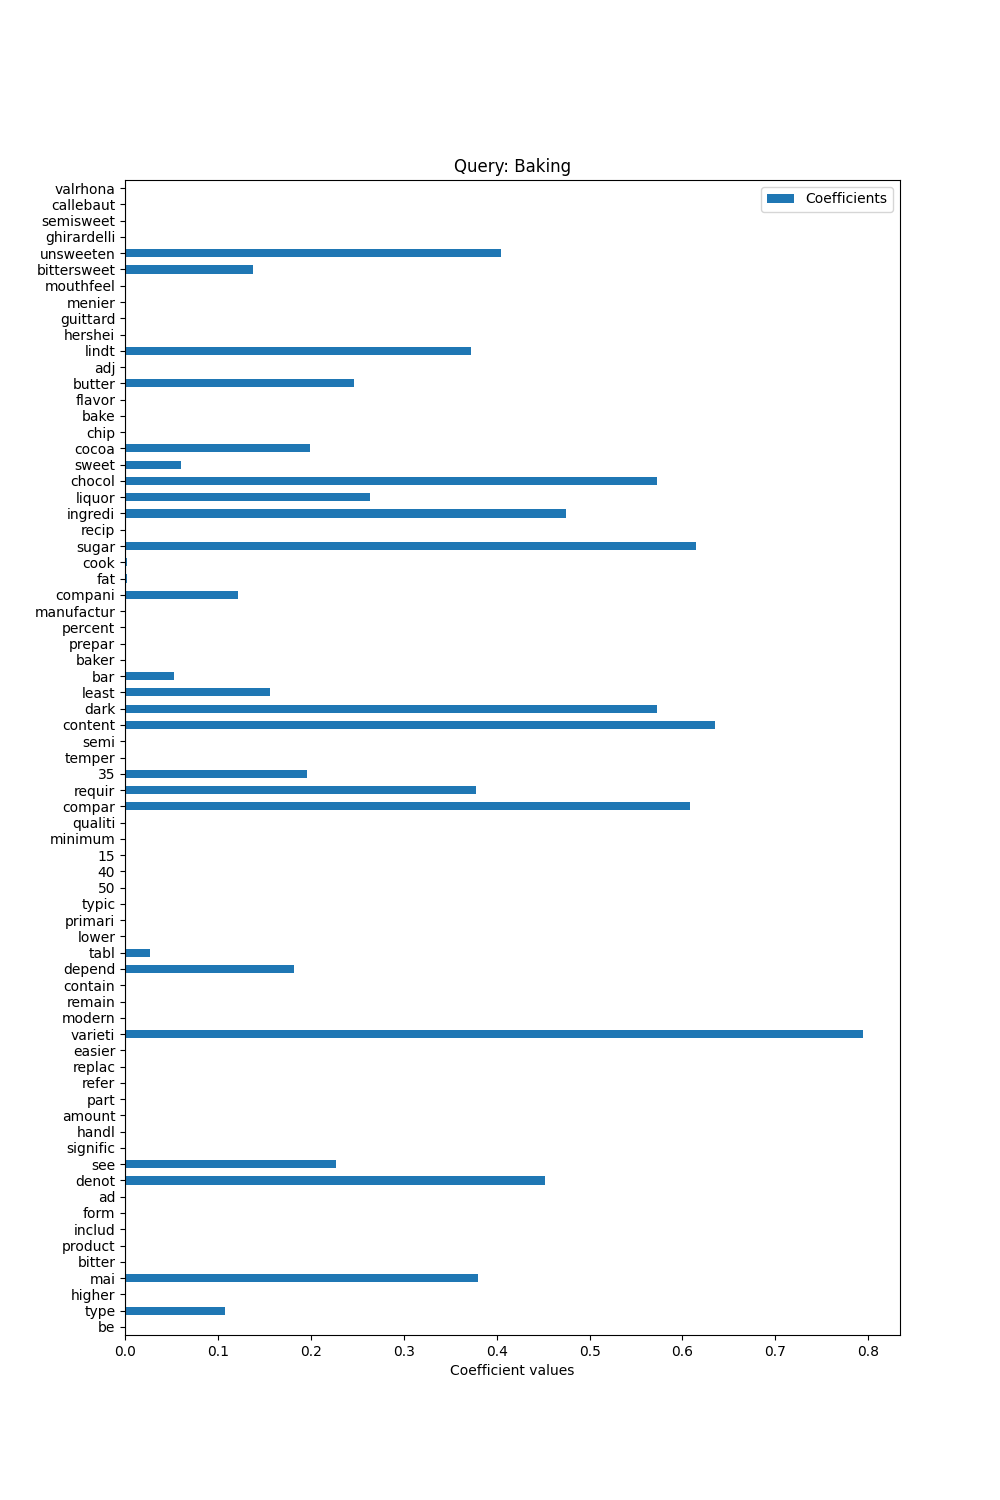 Query: Baking
Coefficients
valrhona
callebaut
semisweet
ghirardelli
unsweeten
bittersweet
mouthfeel
menier
guittard
hershei
lindt
adj
butter
flavor
bake
chip
cocoa
sweet
chocol
liquor
ingredi
recip
sugar
cook
fat
compani
manufactur
percent
prepar
baker
bar
least
dark
content
semi
temper
35
requir
compar
qualiti
minimum
15
40
50
typic
primari
lower
tabl
depend
contain
remain
modern
varieti
easier
replac
refer
part
amount
handl
signific
see
denot
ad
form
includ
product
bitter
mai
higher
type
be
0.0 0.1 0.2 0.3 0.4 0.5 0.6 0.7 0.8
Coefficient values